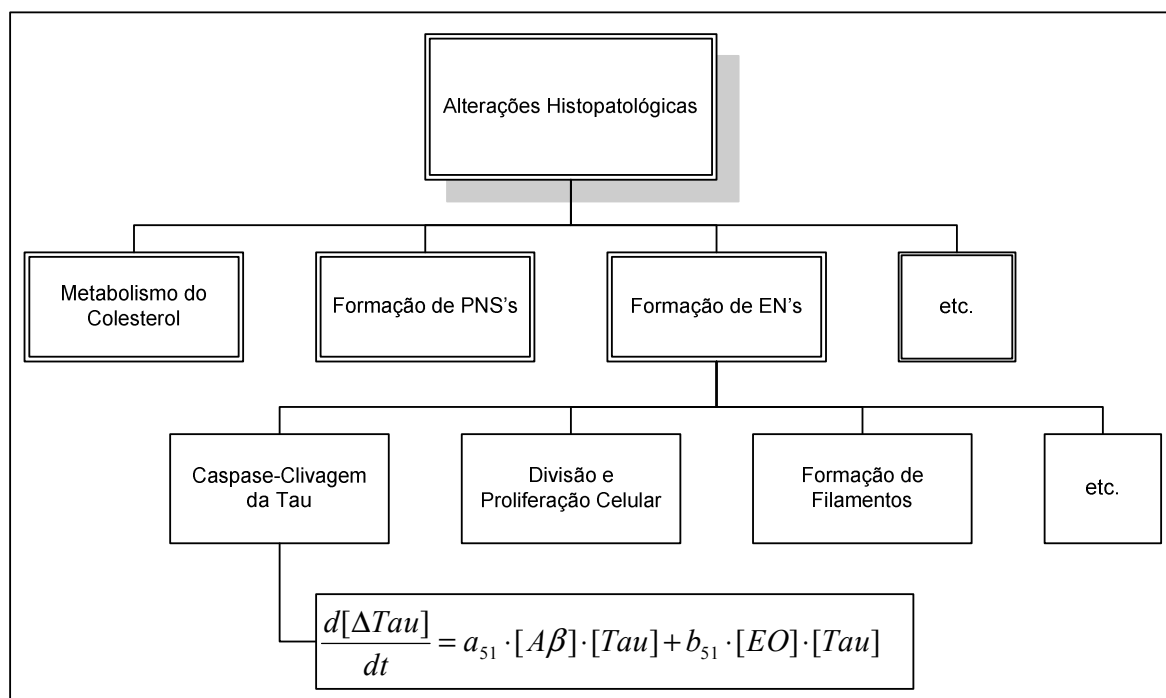 Alterações Histopatológicas
Metabolismo do
Colesterol
Formação de PNS's
Formação de EN's
etc.
Caspase-Clivagem
da Tau
Divisão e
Proliferação Celular
Formação de
Filamentos
etc.
d[ΔTau]/dt = a₅₁ · [Aβ] · [Tau] + b₅₁ · [EO] · [Tau]